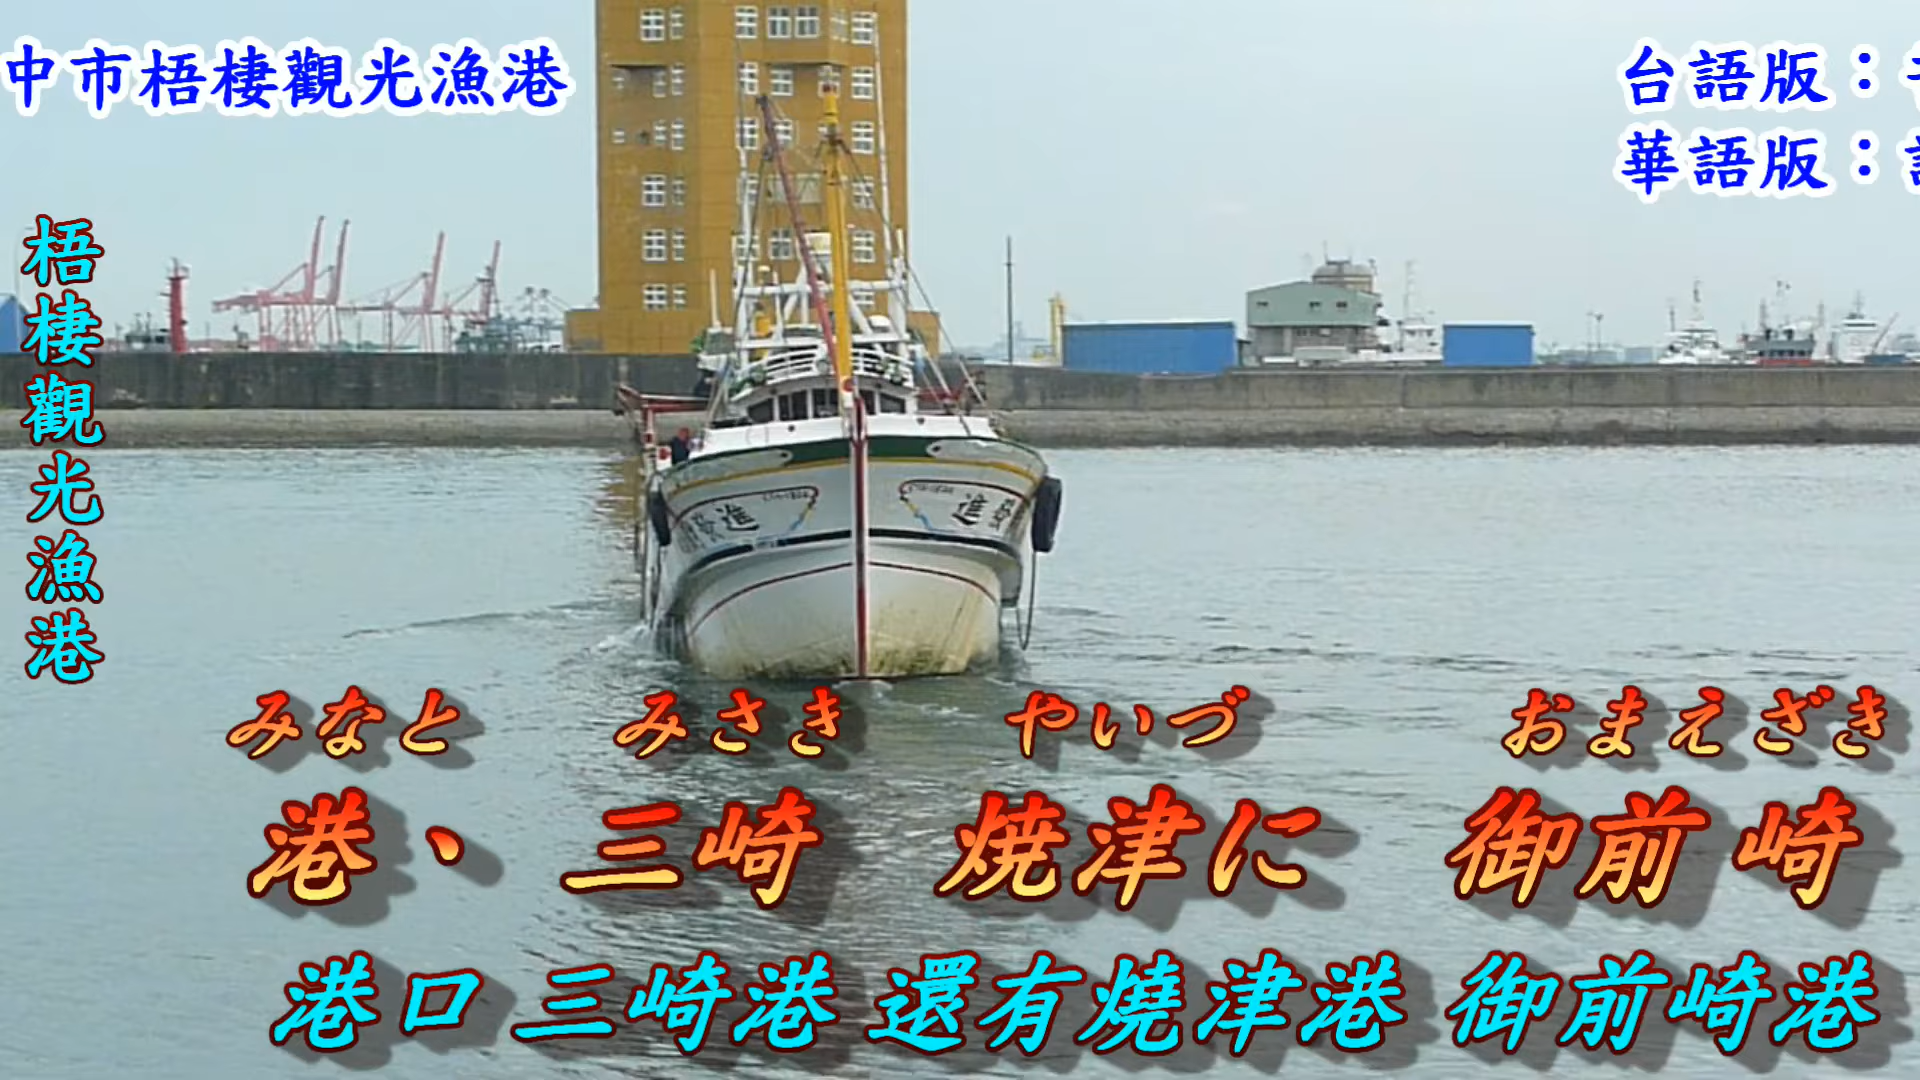 中市梧棲觀光漁港
台語版：
華語版：
梧棲觀光漁港
みなと みさき やいづ おまえざき
港、三崎 焼津に 御前崎
港口 三崎港 還有燒津港 御前崎港